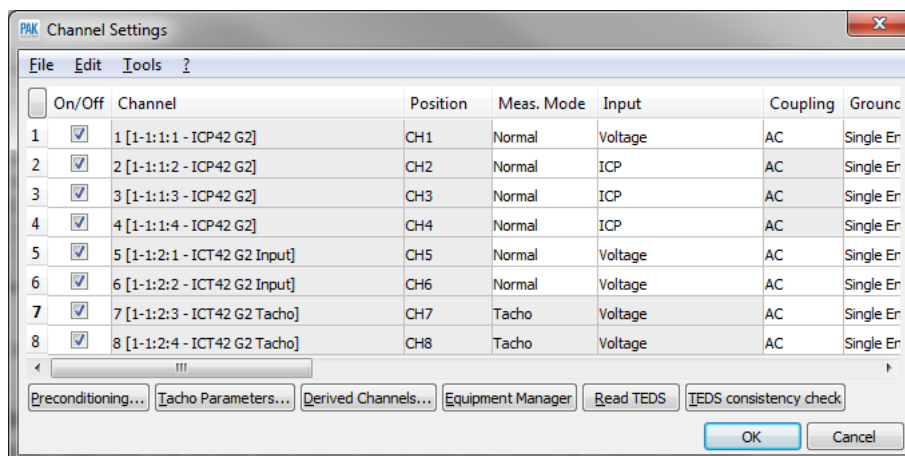 PAK Channel Settings
File Edit Tools ?
On/Off Channel Position Meas. Mode Input Coupling Ground
1 1 [1-1:1:1 - ICP42 G2] CH1 Normal Voltage AC Single En
2 2 [1-1:1:2 - ICP42 G2] CH2 Normal ICP AC Single En
3 3 [1-1:1:3 - ICP42 G2] CH3 Normal ICP AC Single En
4 4 [1-1:1:4 - ICP42 G2] CH4 Normal ICP AC Single En
5 5 [1-1:2:1 - ICT42 G2 Input] CH5 Normal Voltage AC Single En
6 6 [1-1:2:2 - ICT42 G2 Input] CH6 Normal Voltage AC Single En
7 7 [1-1:2:3 - ICT42 G2 Tacho] CH7 Tacho Voltage AC Single En
8 8 [1-1:2:4 - ICT42 G2 Tacho] CH8 Tacho Voltage AC Single En
Preconditioning... Tacho Parameters... Derived Channels... Equipment Manager Read TEDS TEDS consistency check
OK Cancel